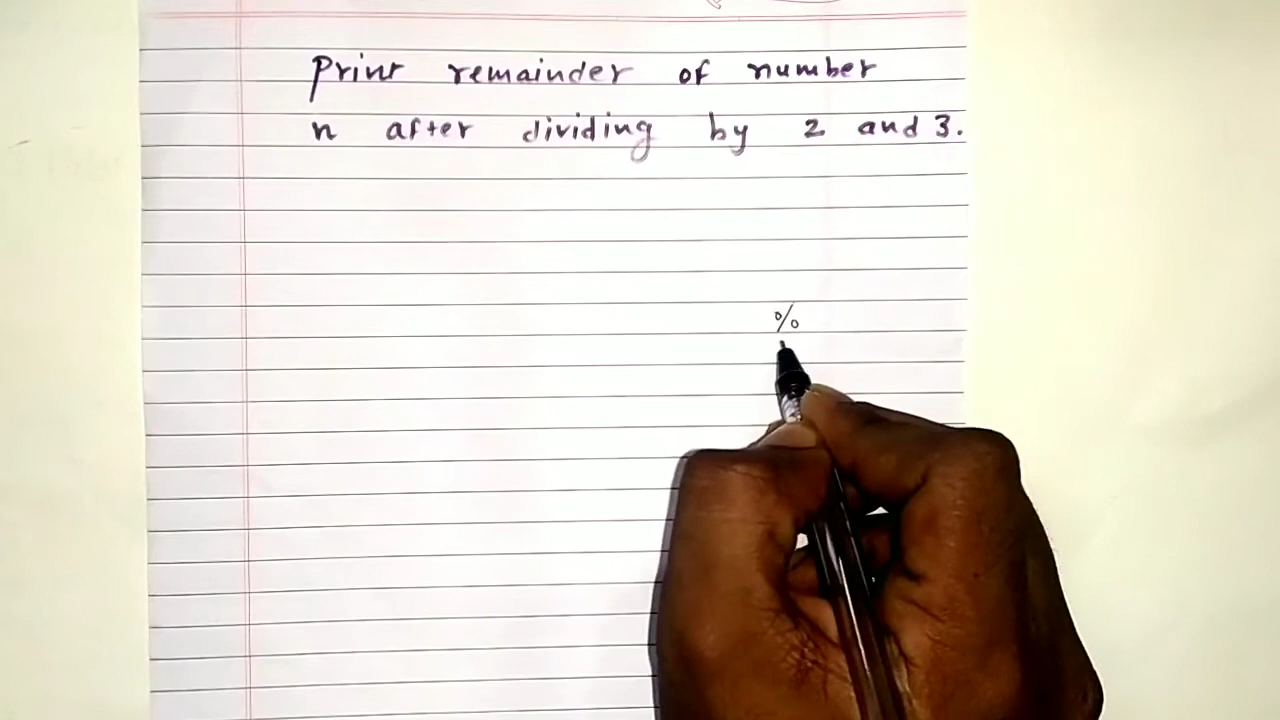 Print remainder of number
n after dividing by 2 and 3.
%